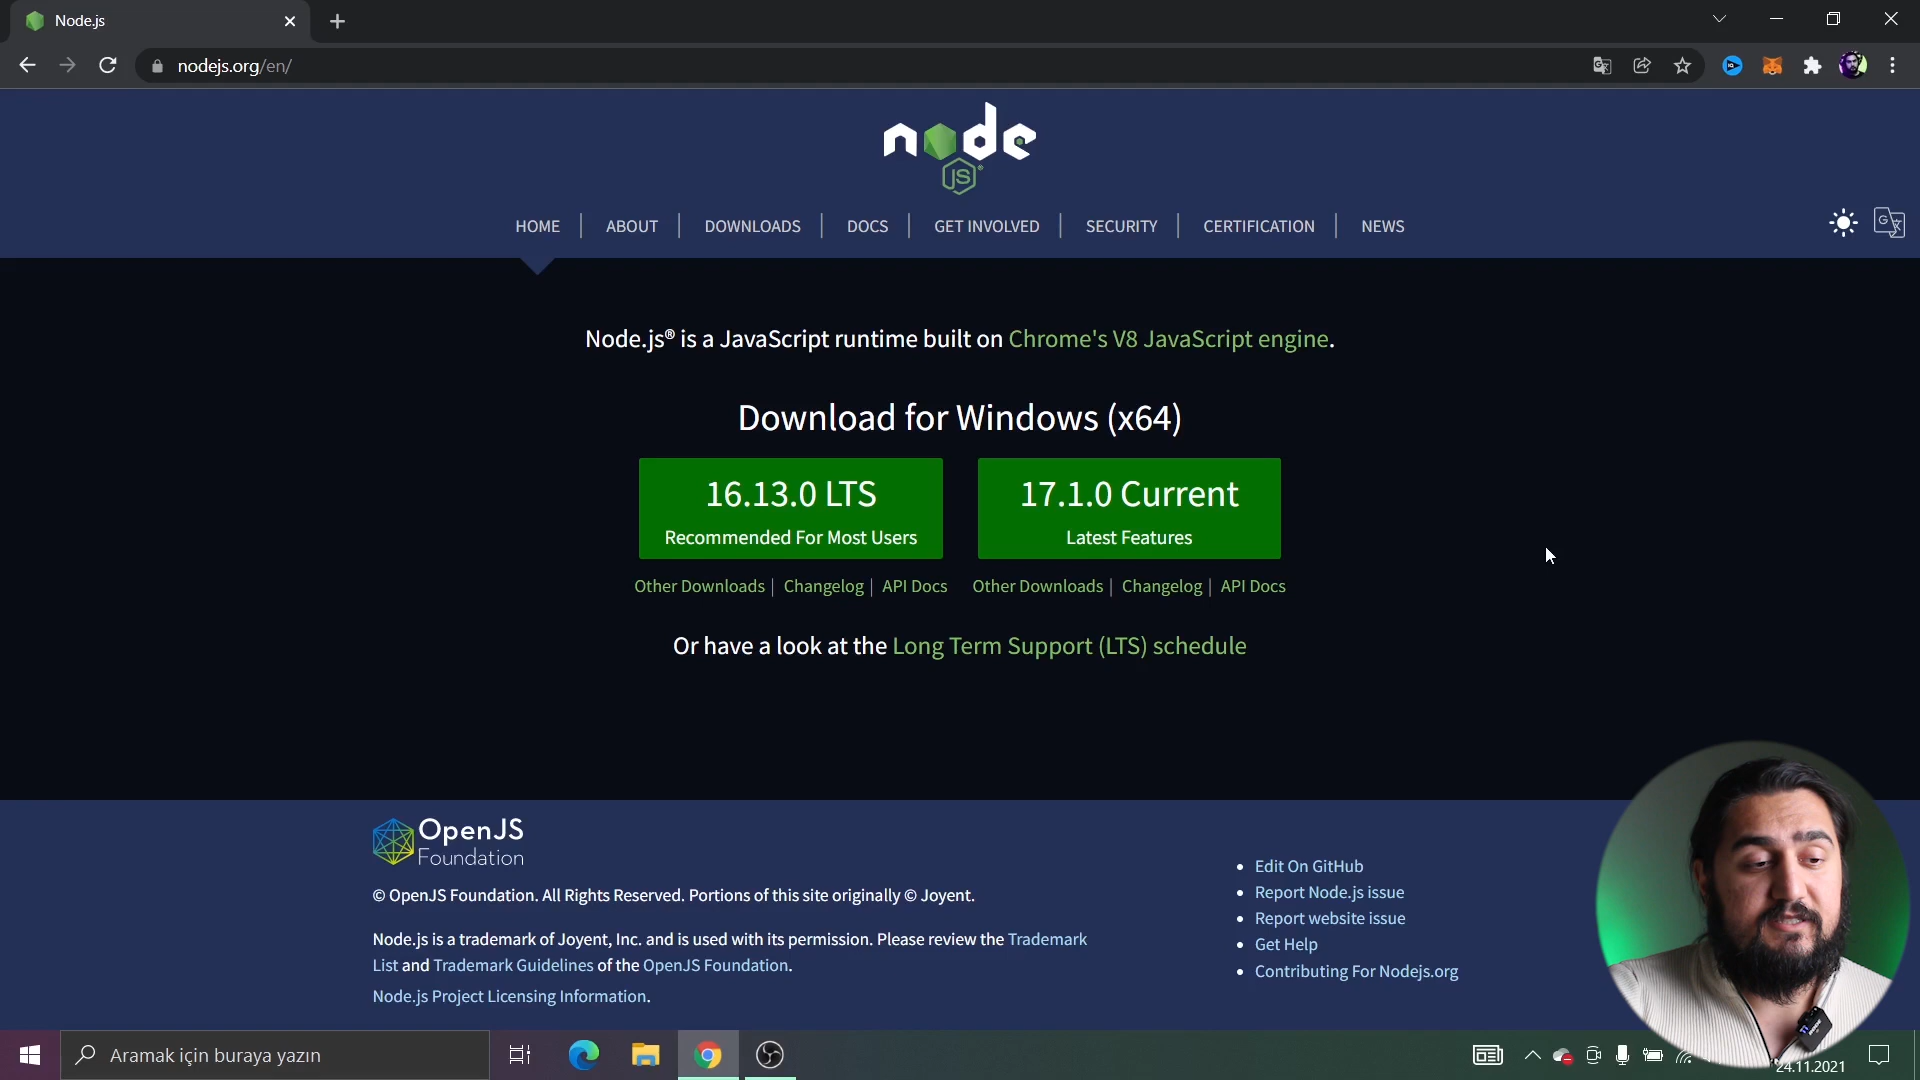 Node.js
nodejs.org/en/
node
JS
HOME | ABOUT | DOWNLOADS | DOCS | GET INVOLVED | SECURITY | CERTIFICATION | NEWS
Node.js® is a JavaScript runtime built on Chrome's V8 JavaScript engine.
Download for Windows (x64)
16.13.0 LTS
Recommended For Most Users
17.1.0 Current
Latest Features
Other Downloads | Changelog | API Docs
Other Downloads | Changelog | API Docs
Or have a look at the Long Term Support (LTS) schedule
OpenJS
Foundation
© OpenJS Foundation. All Rights Reserved. Portions of this site originally © Joyent.
Node.js is a trademark of Joyent, Inc. and is used with its permission. Please review the Trademark
List and Trademark Guidelines of the OpenJS Foundation.
Node.js Project Licensing Information.
• Edit On GitHub
• Report Node.js issue
• Report website issue
• Get Help
• Contributing For Nodejs.org
Aramak için buraya yazın
24.11.2021